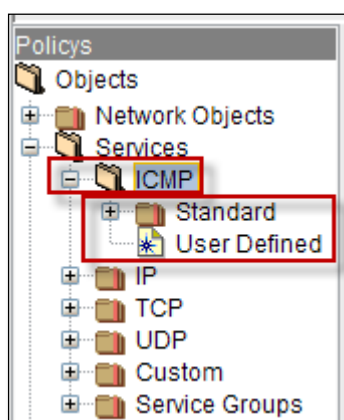 Policys
Objects
Network Objects
Services
ICMP
Standard
User Defined
IP
TCP
UDP
Custom
Service Groups